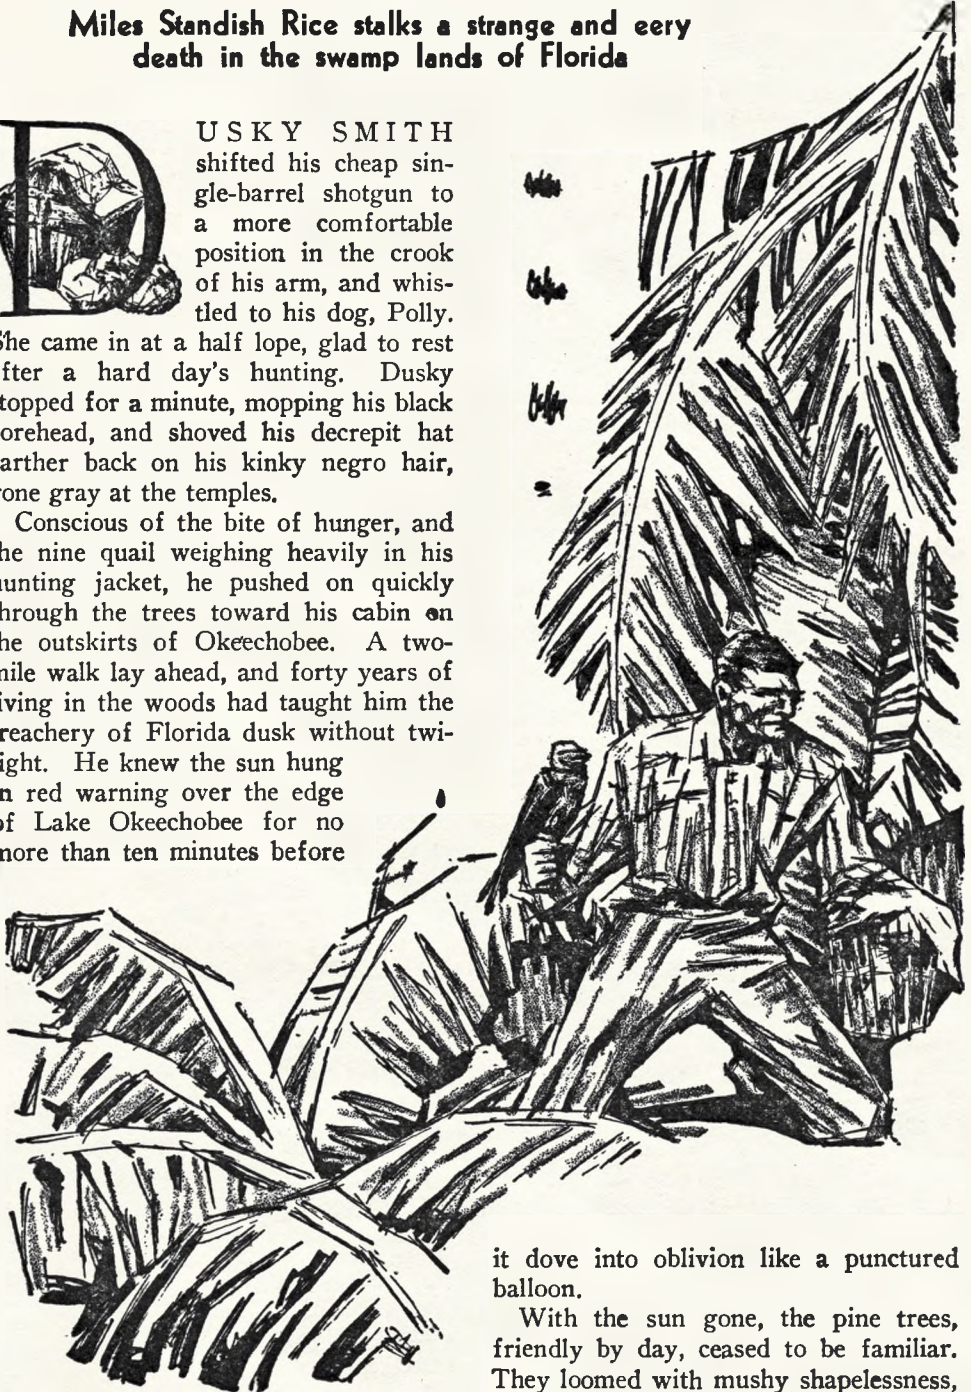 Miles Standish Rice stalks a strange and eery
death in the swamp lands of Florida
DUSKY SMITH
shifted his cheap sin-
gle-barrel shotgun to
a more comfortable
position in the crook
of his arm, and whis-
tled to his dog, Polly.
She came in at a half lope, glad to rest
fter a hard day's hunting. Dusky
topped for a minute, mopping his black
orehead, and shoved his decrepit hat
arther back on his kinky negro hair,
one gray at the temples.
Conscious of the bite of hunger, and
he nine quail weighing heavily in his
unting jacket, he pushed on quickly
hrough the trees toward his cabin on
he outskirts of Okeechobee. A two-
mile walk lay ahead, and forty years of
iving in the woods had taught him the
reachery of Florida dusk without twi-
ight. He knew the sun hung
n red warning over the edge
of Lake Okeechobee for no
more than ten minutes before
it dove into oblivion like a punctured
balloon.
With the sun gone, the pine trees,
friendly by day, ceased to be familiar.
They loomed with mushy shapelessness,